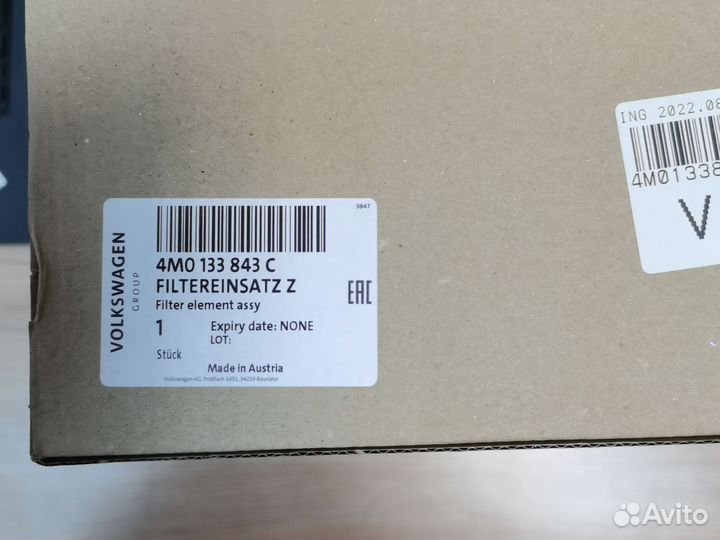 3847
VOLKSWAGEN
GROUP
4M0 133 843 C
FILTEREINSATZ Z
Filter element assy
EAC
1 Expiry date: NONE
LOT:
Stück
Made in Austria
Volkswagen AG, Postfach 1451, 34219 Baunatal
ING 2022.08
4M01338
V
Avito